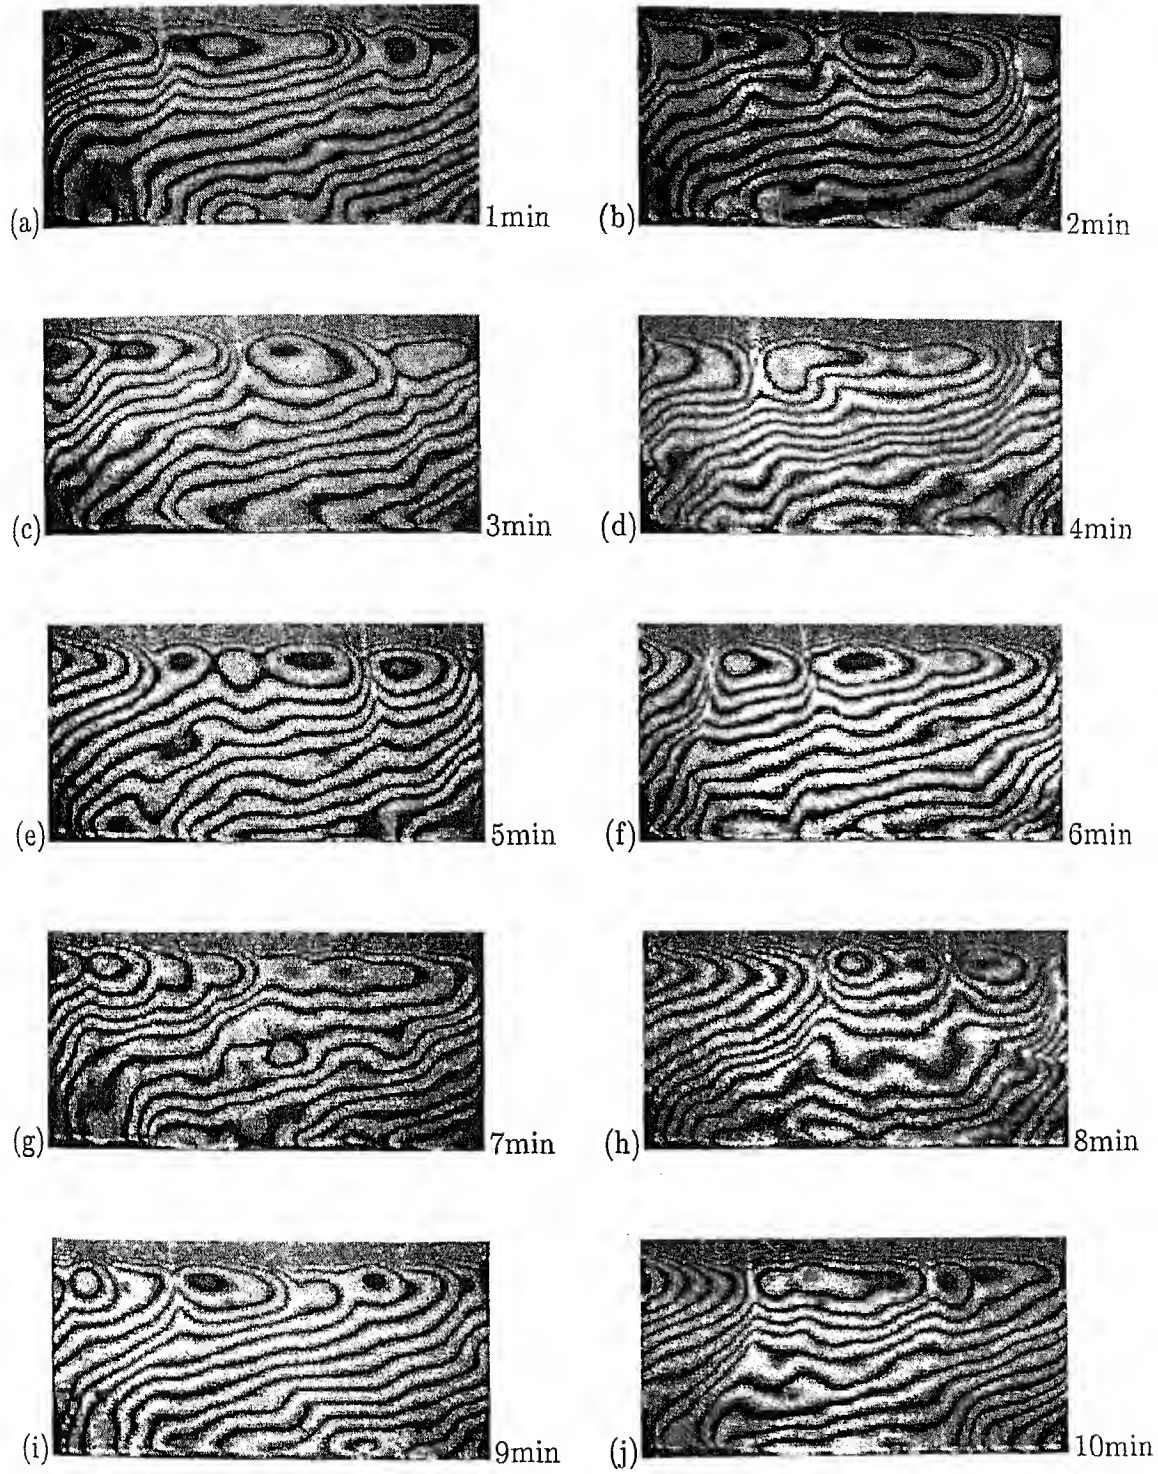 (a) 1min (b) 2min
(c) 3min (d) 4min
(e) 5min (f) 6min
(g) 7min (h) 8min
(i) 9min (j) 10min